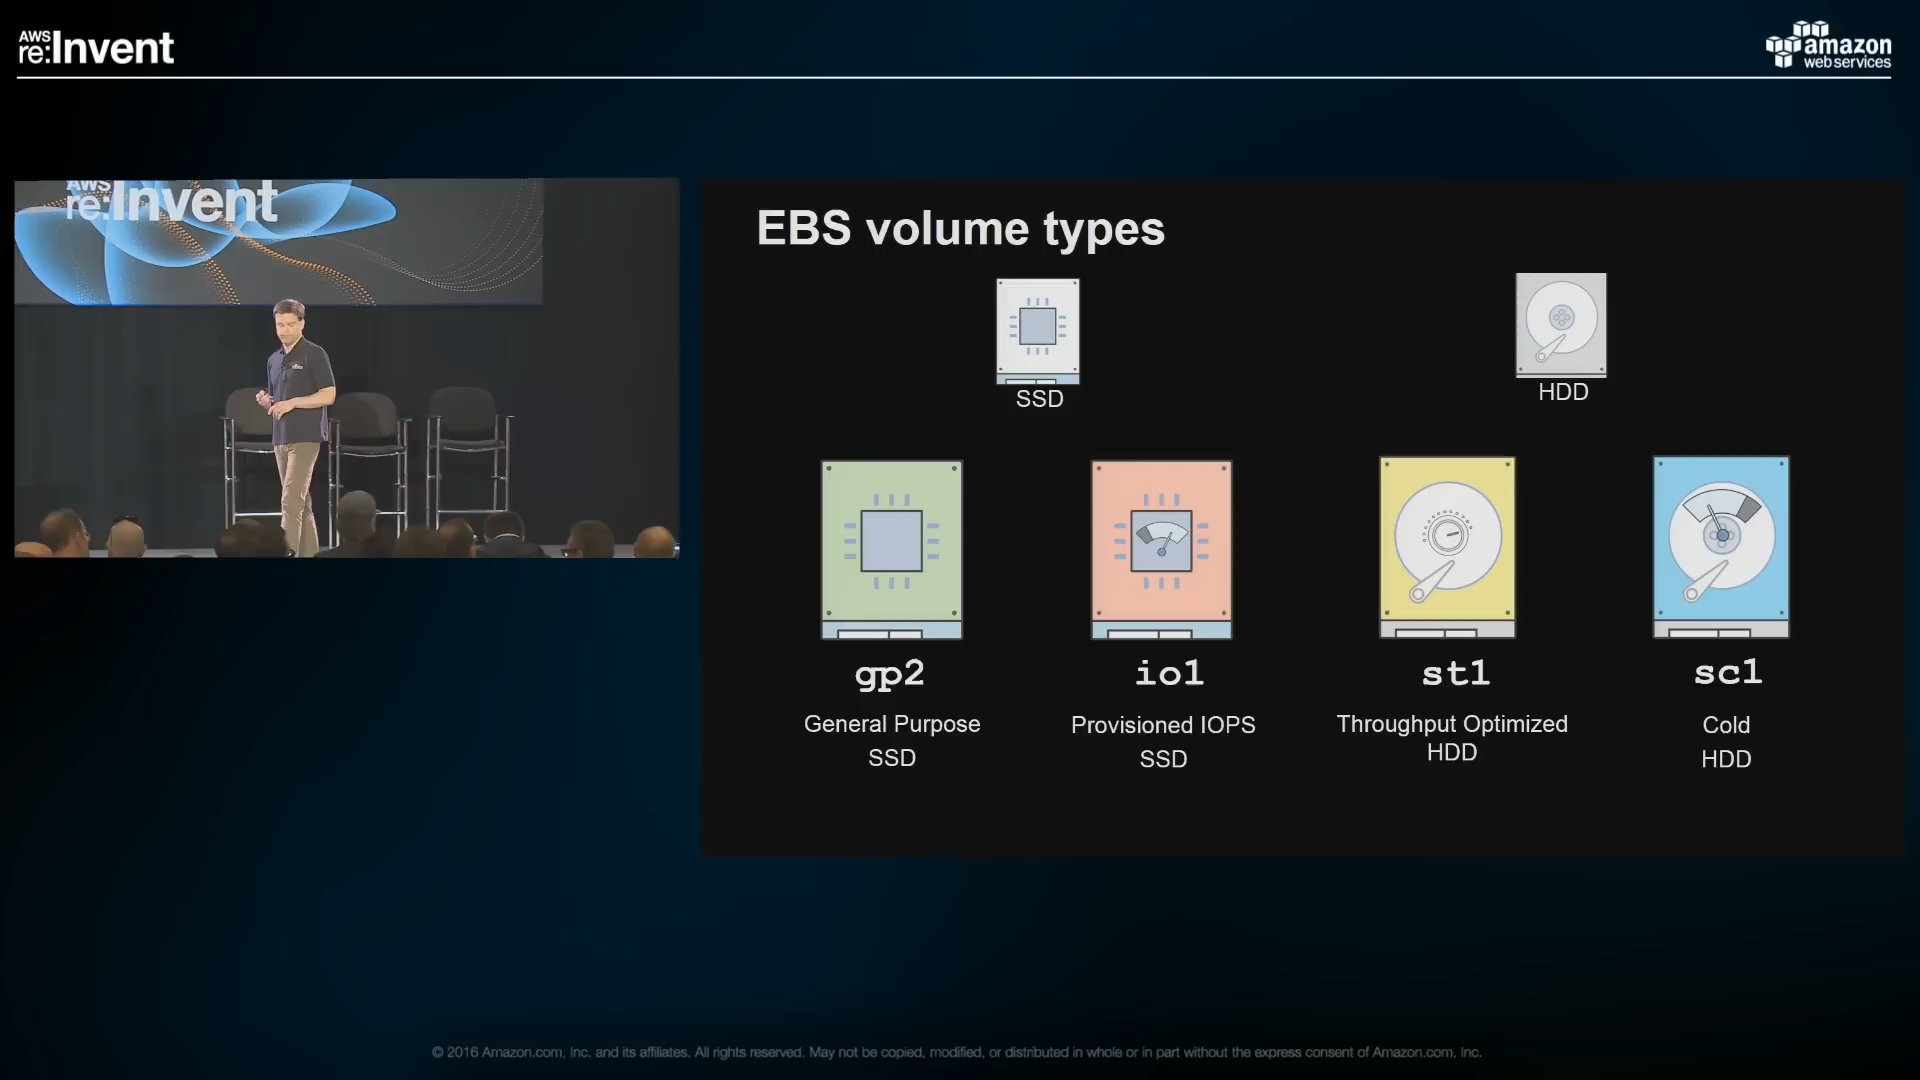 AWS
re:Invent
amazon
web services
AWS
re:Invent
EBS volume types
SSD
HDD
gp2
General Purpose
SSD
io1
Provisioned IOPS
SSD
st1
Throughput Optimized
HDD
sc1
Cold
HDD
© 2016 Amazon.com, Inc. and its affiliates. All rights reserved. May not be copied, modified, or distributed in whole or in part without the express consent of Amazon.com, Inc.